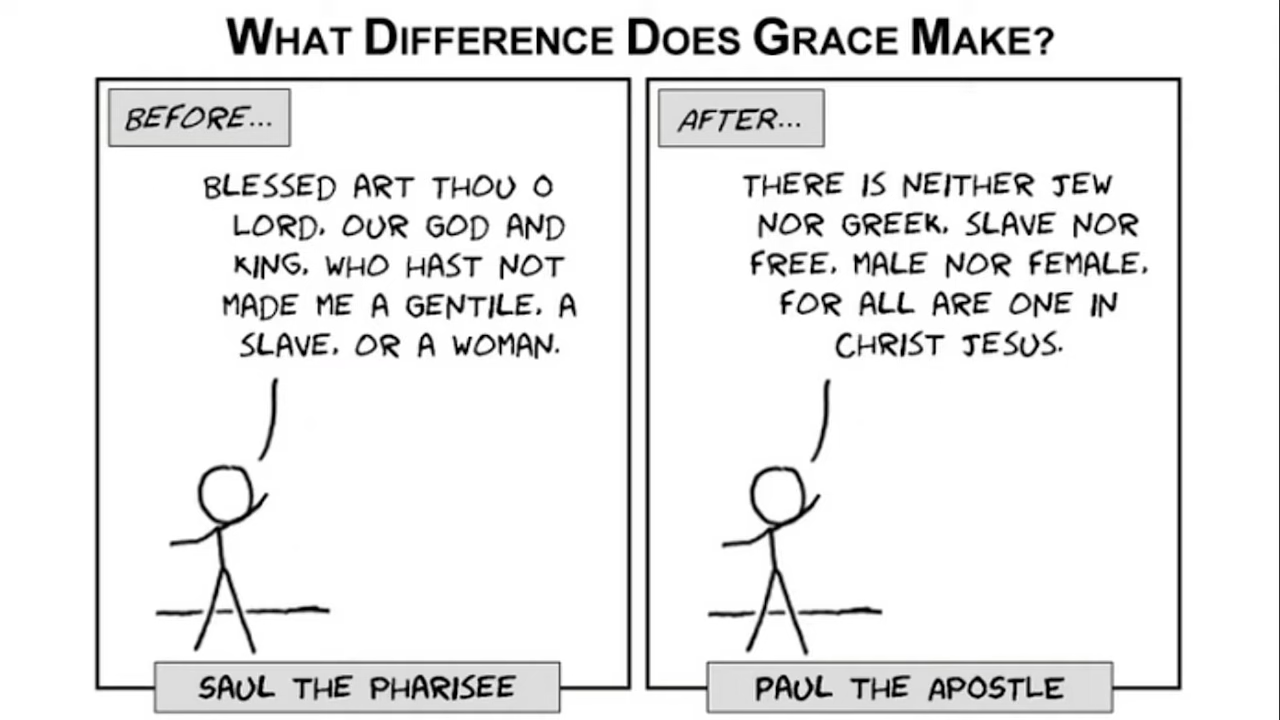 WHAT DIFFERENCE DOES GRACE MAKE?
BEFORE...
BLESSED ART THOU O
LORD, OUR GOD AND
KING, WHO HAST NOT
MADE ME A GENTILE, A
SLAVE, OR A WOMAN.
SAUL THE PHARISEE
AFTER...
THERE IS NEITHER JEW
NOR GREEK, SLAVE NOR
FREE, MALE NOR FEMALE,
FOR ALL ARE ONE IN
CHRIST JESUS.
PAUL THE APOSTLE